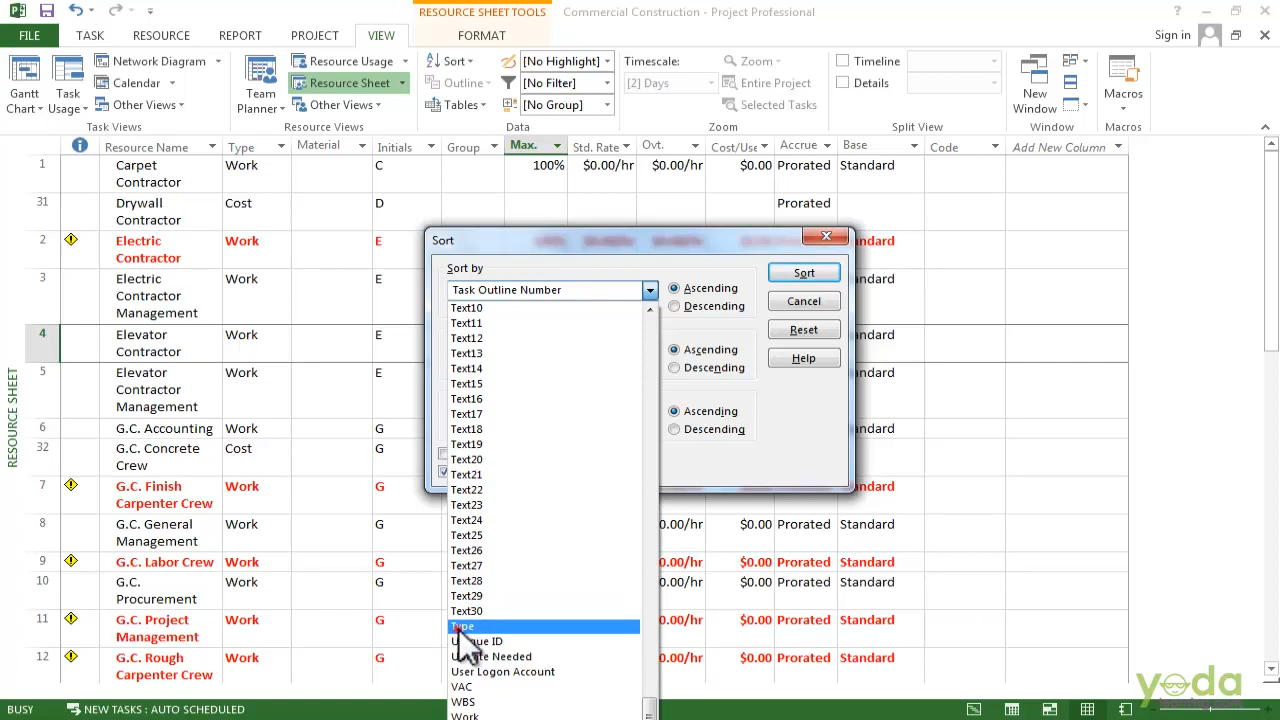 RESOURCE SHEET TOOLS
Commercial Construction - Project Professional
FILE TASK RESOURCE REPORT PROJECT VIEW FORMAT Sign in
Gantt Chart
Task Usage
Network Diagram
Calendar
Other Views
Task Views
Team Planner
Resource Usage
Resource Sheet
Other Views
Resource Views
Sort
Outline
Tables
[No Highlight]
[No Filter]
[No Group]
Data
Timescale:
[2] Days
Zoom
Entire Project
Selected Tasks
Zoom
Timeline
Details
Split View
New Window
Window
Macros
Macros
Resource Name Type Material Initials Group Max. Std. Rate Ovt. Cost/Use Accrue Base Code Add New Column
1 Carpet Work C 100% $0.00/hr $0.00/hr $0.00 Prorated Standard
Contractor
31 Drywall Cost D Prorated
Contractor
2 Electric Work E Standard
Contractor
3 Electric Work E
Contractor
Management
4 Elevator Work E
Contractor
5 Elevator Work E
Contractor
Management
6 G.C. Accounting Work G
32 G.C. Concrete Cost G
Crew
7 G.C. Finish Work G
Carpenter Crew
8 G.C. General Work G $0.00 Prorated Standard
Management
9 G.C. Labor Crew Work G $0.00 Prorated Standard
10 G.C. Work G $0.00 Prorated Standard
Procurement
11 G.C. Project Work G $0.00 Prorated Standard
Management
12 G.C. Rough Work G $0.00 Prorated Standard
Carpenter Crew
RESOURCE SHEET
Sort
Sort by
Task Outline Number
Ascending
Descending
Ascending
Descending
Ascending
Descending
Sort
Cancel
Reset
Help
Text10
Text11
Text12
Text13
Text14
Text15
Text16
Text17
Text18
Text19
Text20
Text21
Text22
Text23
Text24
Text25
Text26
Text27
Text28
Text29
Text30
Type
ID
Needed
User Logon Account
VAC
WBS
Work
yoda
learning.com
BUSY NEW TASKS : AUTO SCHEDULED